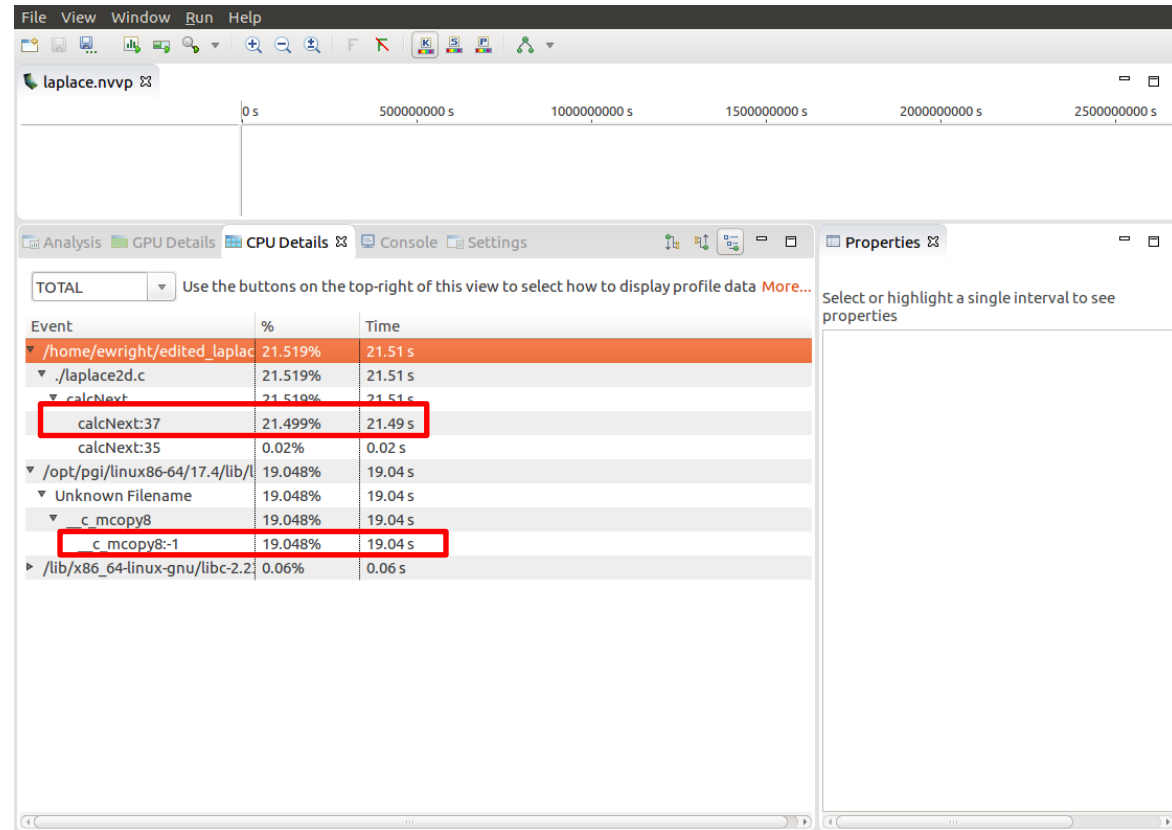 File View Window Run Help
F K K S P
laplace.nvvp
0 s 500000000 s 1000000000 s 1500000000 s 2000000000 s 2500000000 s
Analysis GPU Details CPU Details Console Settings Properties
TOTAL Use the buttons on the top-right of this view to select how to display profile data More...
Select or highlight a single interval to see
properties
Event % Time
/home/ewright/edited_laplac 21.519% 21.51 s
./laplace2d.c 21.519% 21.51 s
calcNext 21.519% 21.51 s
calcNext:37 21.499% 21.49 s
calcNext:35 0.02% 0.02 s
/opt/pgi/linux86-64/17.4/lib/l 19.048% 19.04 s
Unknown Filename 19.048% 19.04 s
__c_mcopy8 19.048% 19.04 s
__c_mcopy8:-1 19.048% 19.04 s
/lib/x86_64-linux-gnu/libc-2.2 0.06% 0.06 s